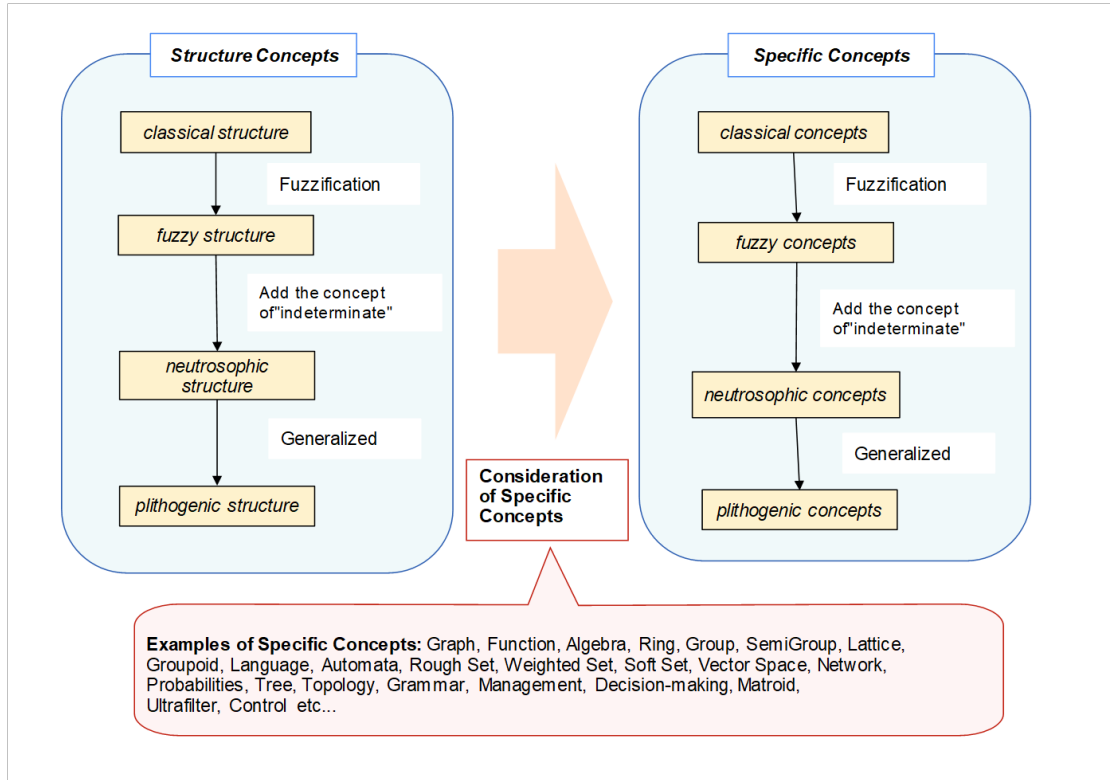 Structure Concepts
classical structure
Fuzzification
fuzzy structure
Add the concept
of"indeterminate"
neutrosophic
structure
Generalized
plithogenic structure
Consideration
of Specific
Concepts
Specific Concepts
classical concepts
Fuzzification
fuzzy concepts
Add the concept
of"indeterminate"
neutrosophic concepts
Generalized
plithogenic concepts
Examples of Specific Concepts: Graph, Function, Algebra, Ring, Group, SemiGroup, Lattice,
Groupoid, Language, Automata, Rough Set, Weighted Set, Soft Set, Vector Space, Network,
Probabilities, Tree, Topology, Grammar, Management, Decision-making, Matroid,
Ultrafilter, Control etc...